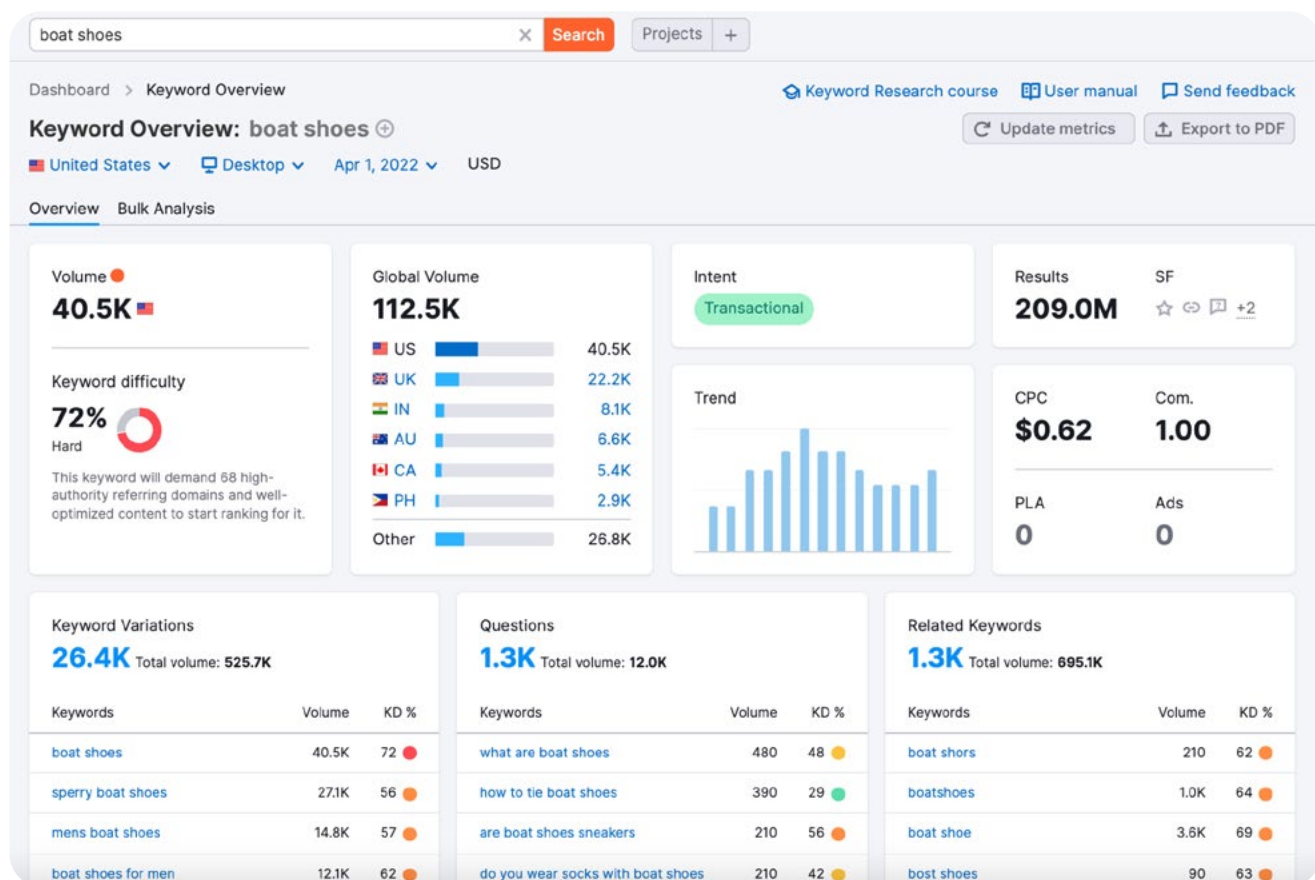 boat shoes
Search
Projects
+
Dashboard > Keyword Overview
Keyword Research course
User manual
Send feedback
Keyword Overview: boat shoes
Update metrics
Export to PDF
United States
Desktop
Apr 1, 2022
USD
Overview
Bulk Analysis
Volume
40.5K
Keyword difficulty
72%
Hard
This keyword will demand 68 high-
authority referring domains and well-
optimized content to start ranking for it.
Global Volume
112.5K
US 40.5K
UK 22.2K
IN 8.1K
AU 6.6K
CA 5.4K
PH 2.9K
Other 26.8K
Intent
Transactional
Trend
Results
209.0M
SF
+2
CPC
$0.62
Com.
1.00
PLA
0
Ads
0
Keyword Variations
26.4K Total volume: 525.7K
Keywords Volume KD %
boat shoes 40.5K 72
sperry boat shoes 27.1K 56
mens boat shoes 14.8K 57
boat shoes for men 12.1K 62
Questions
1.3K Total volume: 12.0K
Keywords Volume KD %
what are boat shoes 480 48
how to tie boat shoes 390 29
are boat shoes sneakers 210 56
do you wear socks with boat shoes 210 42
Related Keywords
1.3K Total volume: 695.1K
Keywords Volume KD %
boat shors 210 62
boatshoes 1.0K 64
boat shoe 3.6K 69
bost shoes 90 63